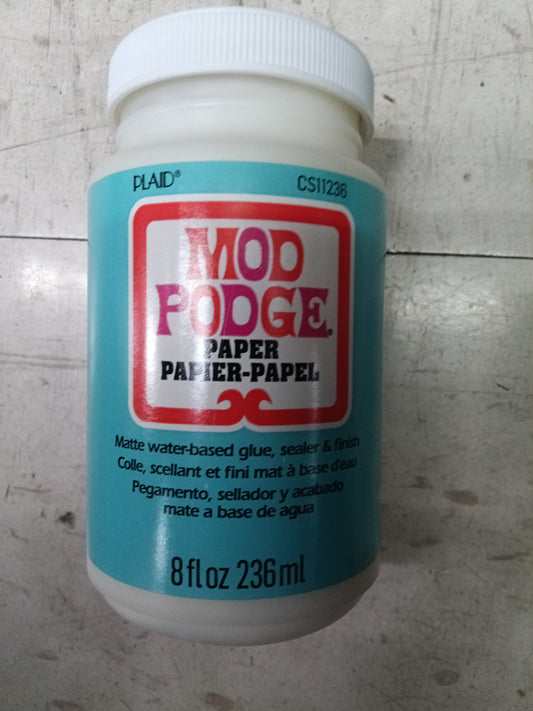 PLAID®
CS11236
MOD
PODGE®
PAPER
PAPIER-PAPEL
Matte water-based glue, sealer & finish
Colle, scellant et fini mat à base d'eau
Pegamento, sellador y acabado
mate a base de agua
8 fl oz 236 ml